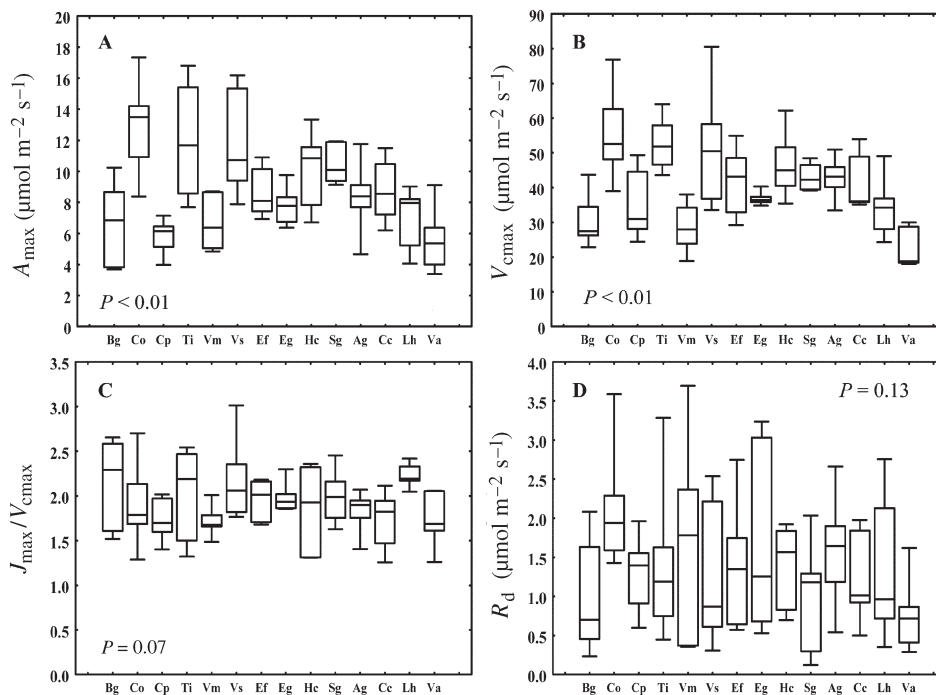 A
A_max (μmol m⁻² s⁻¹)
20
18
16
14
12
10
8
6
4
2
0
P < 0.01
Bg Co Cp Ti Vm Vs Ef Eg Hc Sg Ag Cc Lh Va
B
V_cmax (μmol m⁻² s⁻¹)
90
80
70
60
50
40
30
20
10
0
P < 0.01
Bg Co Cp Ti Vm Vs Ef Eg Hc Sg Ag Cc Lh Va
C
J_max/V_cmax
3.5
3.0
2.5
2.0
1.5
1.0
0.5
0.0
P = 0.07
Bg Co Cp Ti Vm Vs Ef Eg Hc Sg Ag Cc Lh Va
D
P = 0.13
R_d (μmol m⁻² s⁻¹)
4.0
3.5
3.0
2.5
2.0
1.5
1.0
0.5
0.0
Bg Co Cp Ti Vm Vs Ef Eg Hc Sg Ag Cc Lh Va